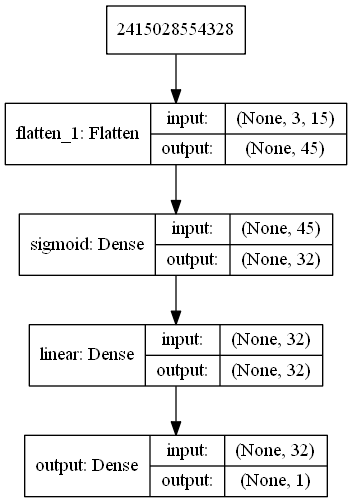 2415028554328
flatten_1: Flatten
input:
(None, 3, 15)
output:
(None, 45)
sigmoid: Dense
input:
(None, 45)
output:
(None, 32)
linear: Dense
input:
(None, 32)
output:
(None, 32)
output: Dense
input:
(None, 32)
output:
(None, 1)